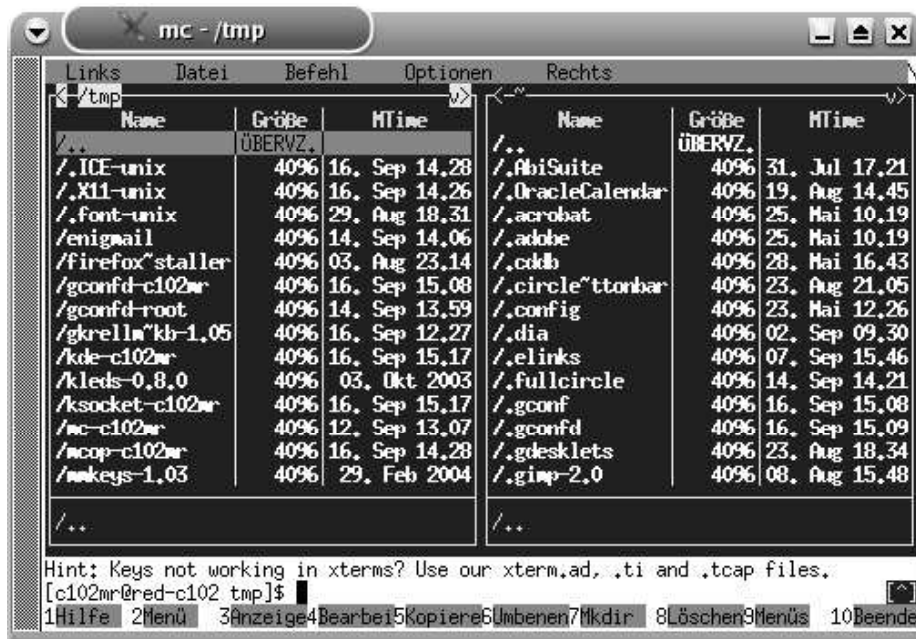 mc - /tmp
Links Datei Befehl Optionen Rechts
/tmp v> <-~ v>
Name Größe MTime Name Größe MTime
/.. ÜBERVZ. /.. ÜBERVZ.
/.ICE-unix 4096 16. Sep 14.28 /.AbiSuite 4096 31. Jul 17.21
/.X11-unix 4096 16. Sep 14.26 /.OracleCalendar 4096 19. Aug 14.45
/.font-unix 4096 29. Aug 18.31 /.acrobat 4096 25. Mai 10.19
/enigmail 4096 14. Sep 14.06 /.adobe 4096 25. Mai 10.19
/firefox~staller 4096 03. Aug 23.14 /.cddb 4096 28. Mai 16.43
/gconfd-c102mr 4096 16. Sep 15.08 /.circle~ttonbar 4096 23. Aug 21.05
/gconfd-root 4096 14. Sep 13.59 /.config 4096 23. Mai 12.26
/gkrellm~kb-1.05 4096 16. Sep 12.27 /.dia 4096 02. Sep 09.30
/kde-c102mr 4096 16. Sep 15.17 /.elinks 4096 07. Sep 15.46
/kleds-0.8.0 4096 03. Okt 2003 /.fullcircle 4096 14. Sep 14.21
/ksocket-c102mr 4096 16. Sep 15.17 /.gconf 4096 16. Sep 15.08
/mc-c102mr 4096 12. Sep 13.07 /.gconfd 4096 16. Sep 15.09
/mcop-c102mr 4096 16. Sep 14.28 /.gdesklets 4096 23. Aug 18.34
/mmkeys-1.03 4096 29. Feb 2004 /.gimp-2.0 4096 08. Aug 15.48
/.. /..
Hint: Keys not working in xterms? Use our xterm.ad, .ti and .tcap files.
[c102mr@red-c102 tmp]$ [^]
1Hilfe 2Menü 3Anzeige4Bearbei5Kopiere6Umbenen7Mkdir 8Löschen9Menüs 10Beende